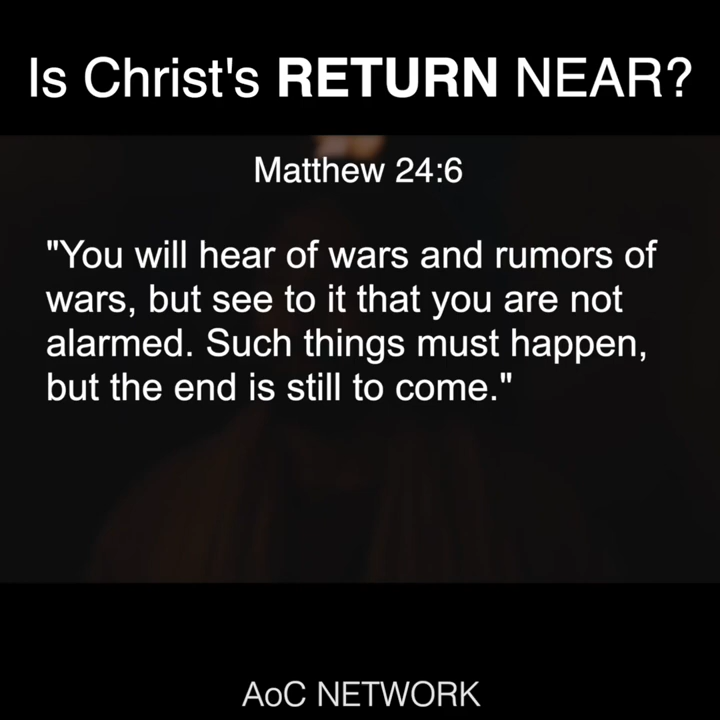 Is Christ's RETURN NEAR?
Matthew 24:6
"You will hear of wars and rumors of
wars, but see to it that you are not
alarmed. Such things must happen,
but the end is still to come."
AoC NETWORK